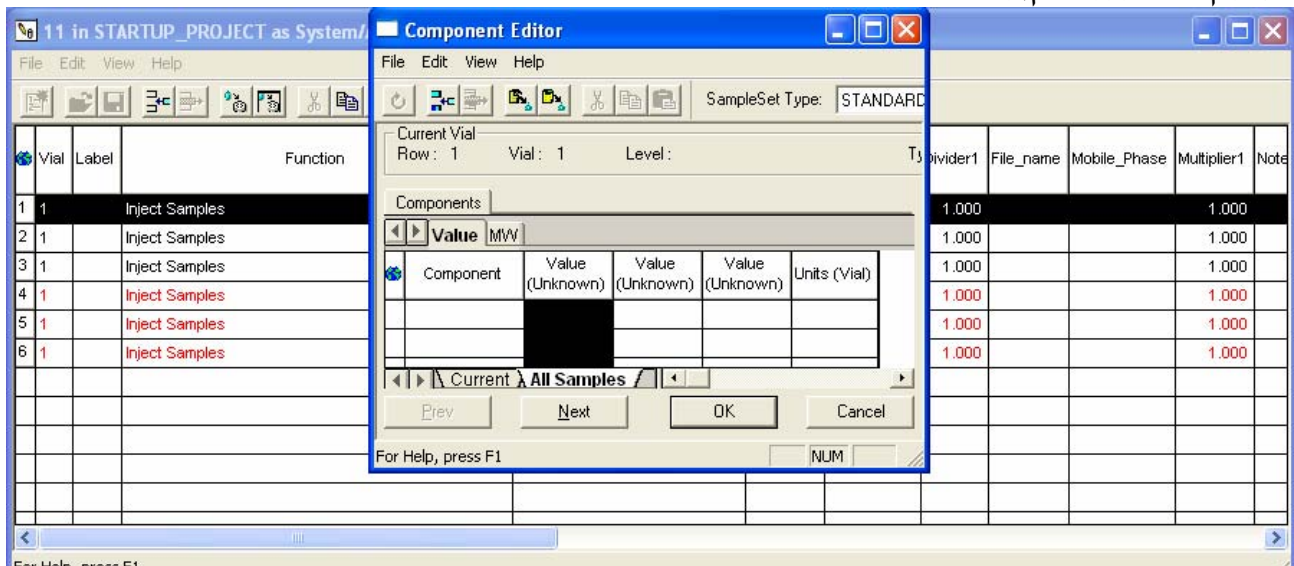 11 in STARTUP_PROJECT as System/
File Edit View Help
Component Editor
File Edit View Help
SampleSet Type: STANDARD
Current Vial
Row: 1 Vial: 1 Level:
Components
Value MW
Component Value (Unknown) Value (Unknown) Value (Unknown) Units (Vial)
Current All Samples
Prev Next OK Cancel
For Help, press F1 NUM
Vial Label Function Divider1 File_name Mobile_Phase Multiplier1 Note
1 1 Inject Samples 1.000 1.000
2 1 Inject Samples 1.000 1.000
3 1 Inject Samples 1.000 1.000
4 1 Inject Samples 1.000 1.000
5 1 Inject Samples 1.000 1.000
6 1 Inject Samples 1.000 1.000
For Help, press F1